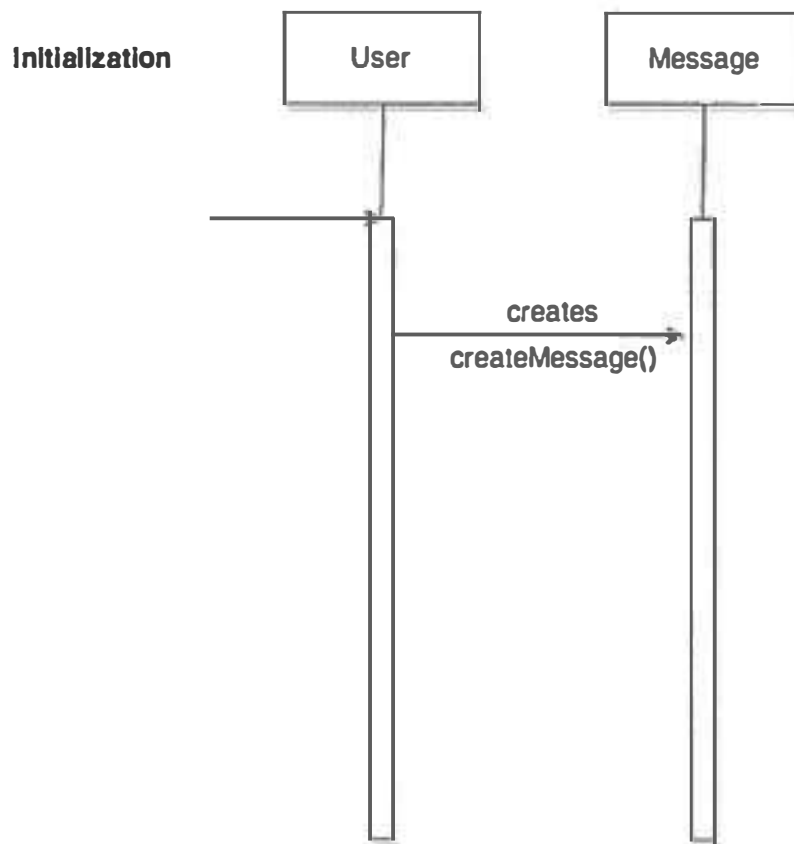 Initialization
User
Message
creates
createMessage()